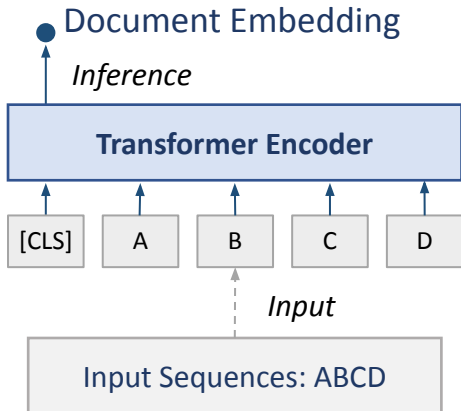 Document Embedding
Inference
Transformer Encoder
[CLS] A B C D
Input
Input Sequences: ABCD